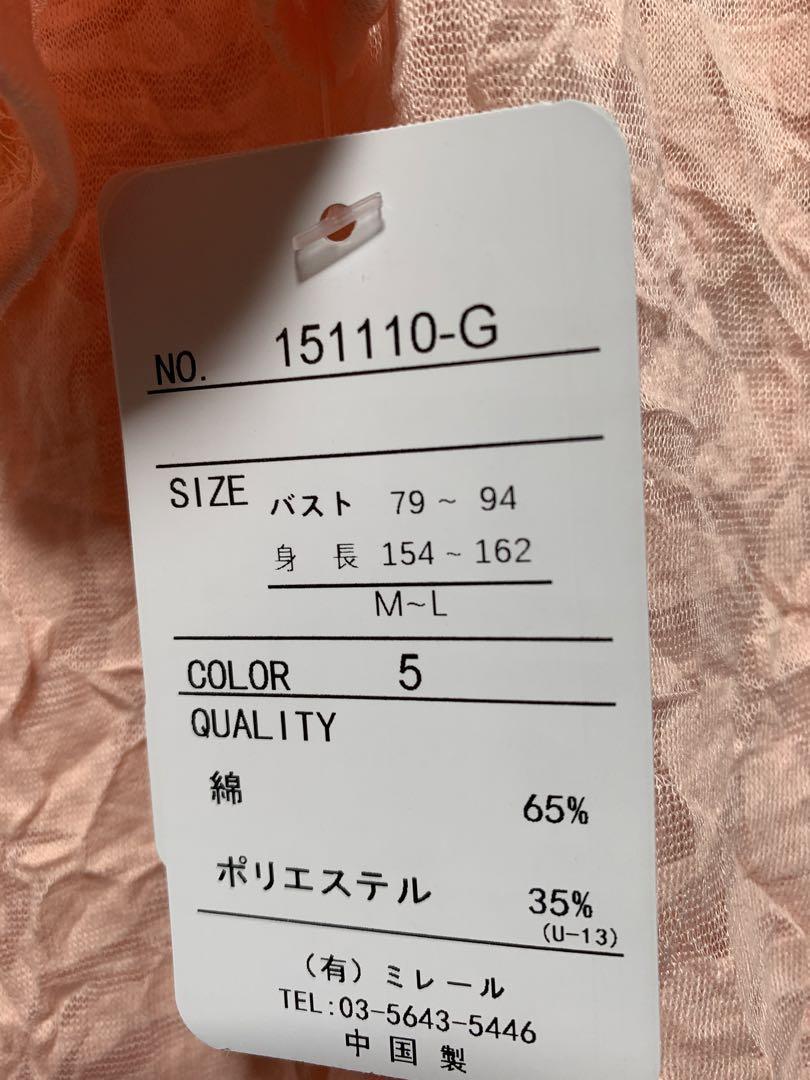 NO. 151110-G
SIZE バスト 79~ 94
身 長 154~162
M~L
COLOR 5
QUALITY
綿 65%
ポリエステル 35%
(U-13)
(有)ミレール
TEL:03-5643-5446
中国製